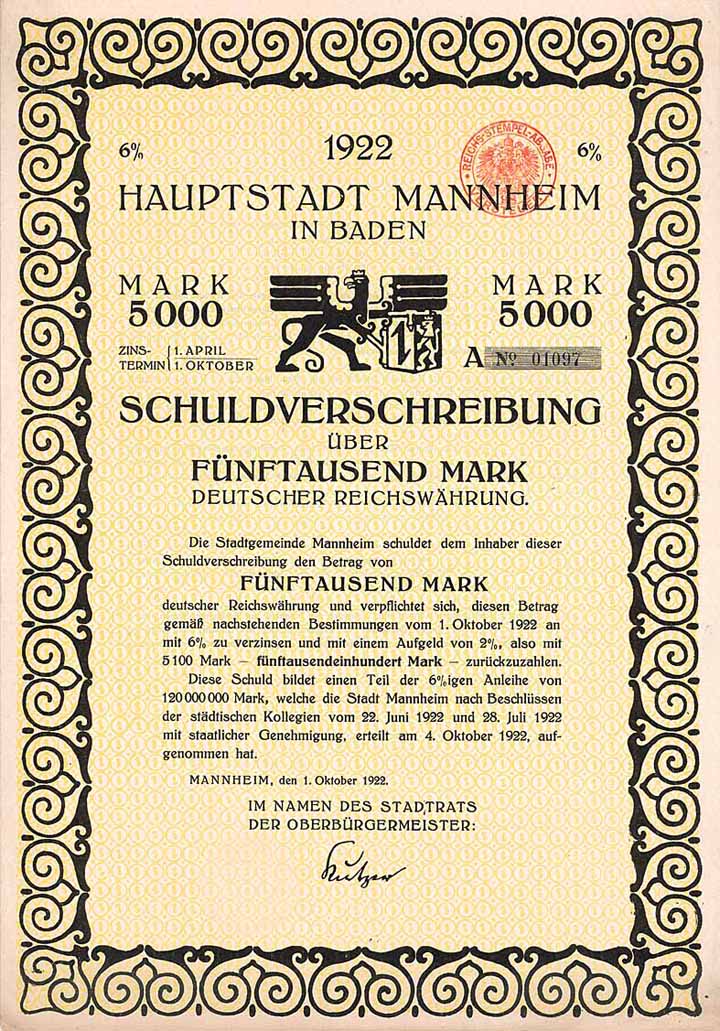 6% 1922 6%
REICHS-STEMPEL-ABGABE
HAUPTSTADT MANNHEIM
IN BADEN
MARK MARK
5000 5000
ZINS- 1. APRIL
TERMIN 1. OKTOBER
A No 01097
SCHULDVERSCHREIBUNG
ÜBER
FÜNFTAUSEND MARK
DEUTSCHER REICHSWÄHRUNG.
Die Stadtgemeinde Mannheim schuldet dem Inhaber dieser
Schuldverschreibung den Betrag von
FÜNFTAUSEND MARK
deutscher Reichswährung und verpflichtet sich, diesen Betrag
gemäß nachstehenden Bestimmungen vom 1. Oktober 1922 an
mit 6% zu verzinsen und mit einem Aufgeld von 2%, also mit
5100 Mark – fünftausendeinhundert Mark – zurückzuzahlen.
Diese Schuld bildet einen Teil der 6%igen Anleihe von
120000000 Mark, welche die Stadt Mannheim nach Beschlüssen
der städtischen Kollegien vom 22. Juni 1922 und 28. Juli 1922
mit staatlicher Genehmigung, erteilt am 4. Oktober 1922, auf-
genommen hat.
MANNHEIM, den 1. Oktober 1922.
IM NAMEN DES STADTRATS
DER OBERBÜRGERMEISTER:
Kutzer